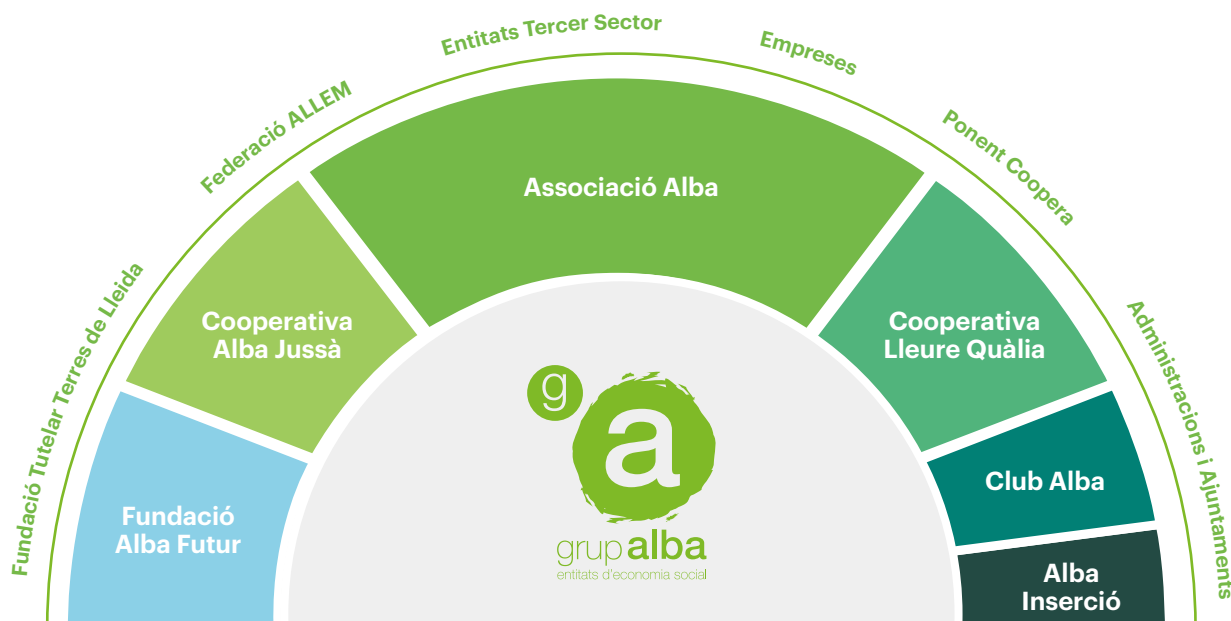 Fundació Tutelar Terres de Lleida
Federació ALLEM
Entitats Tercer Sector
Empreses
Ponent Coopera
Administracions i Ajuntaments
Fundació
Alba Futur
Cooperativa
Alba Jussà
Associació Alba
Cooperativa
Lleure Quàlia
Club Alba
Alba
Inserció
g
a
grup alba
entitats d'economia social